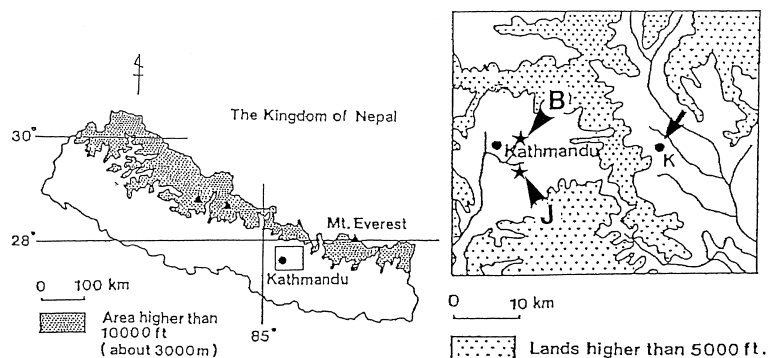 The Kingdom of Nepal
30°
28°
Mt. Everest
Kathmandu
0 100 km
85°
Area higher than
10000 ft
(about 3000m)
B
Kathmandu
K
J
0 10 km
Lands higher than 5000 ft.